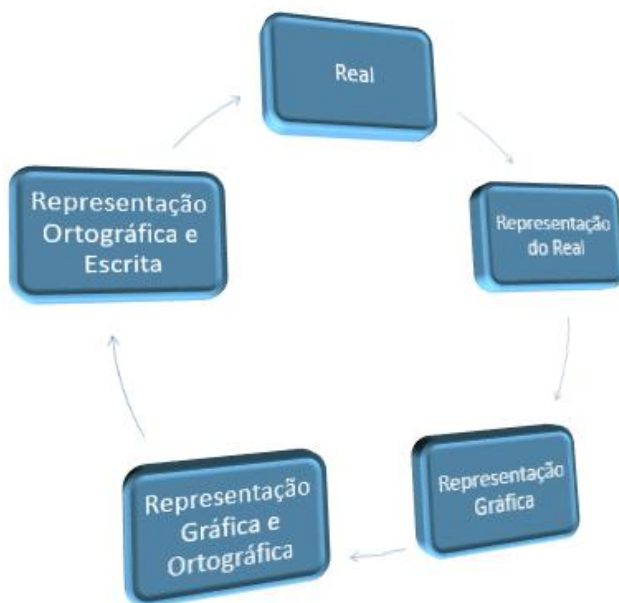 Real
Representação
do Real
Representação
Gráfica
Representação
Gráfica e
Ortográfica
Representação
Ortográfica e
Escrita